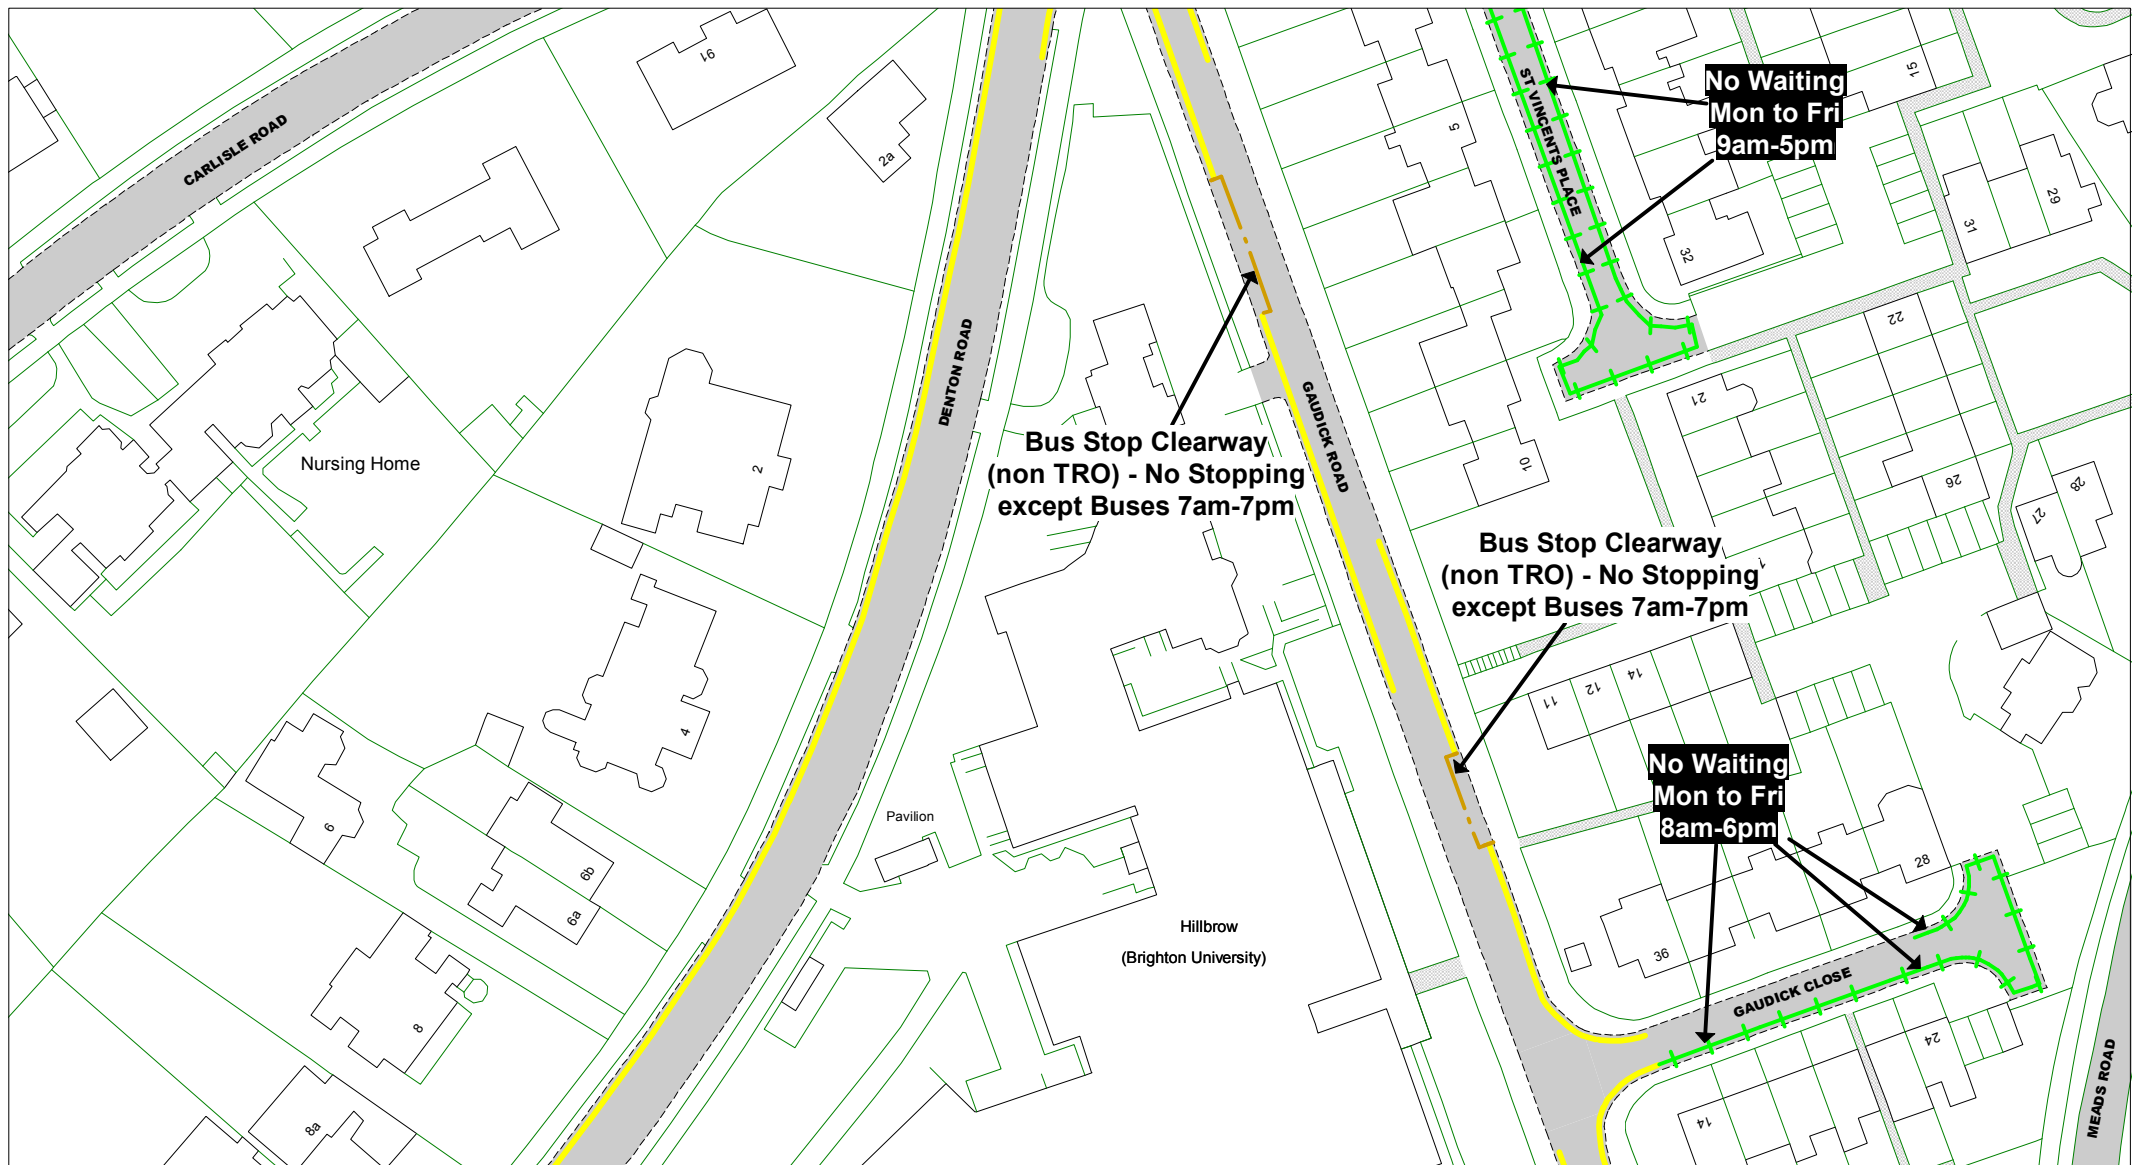 91
15
No Waiting
Mon to Fri
9am-5pm
ST VINCENTS PLACE
5
CARLISLE ROAD
2a
29
31
32
22
DENTON ROAD
GAUDICK ROAD
21
Bus Stop Clearway
(non TRO) - No Stopping
except Buses 7am-7pm
Nursing Home
2
10
26
28
27
Bus Stop Clearway
(non TRO) - No Stopping
except Buses 7am-7pm
11
12
14
4
No Waiting
Mon to Fri
8am-6pm
6
Pavilion
6b
6a
28
Hillbrow
(Brighton University)
36
GAUDICK CLOSE
8
24
MEADS ROAD
14
8a